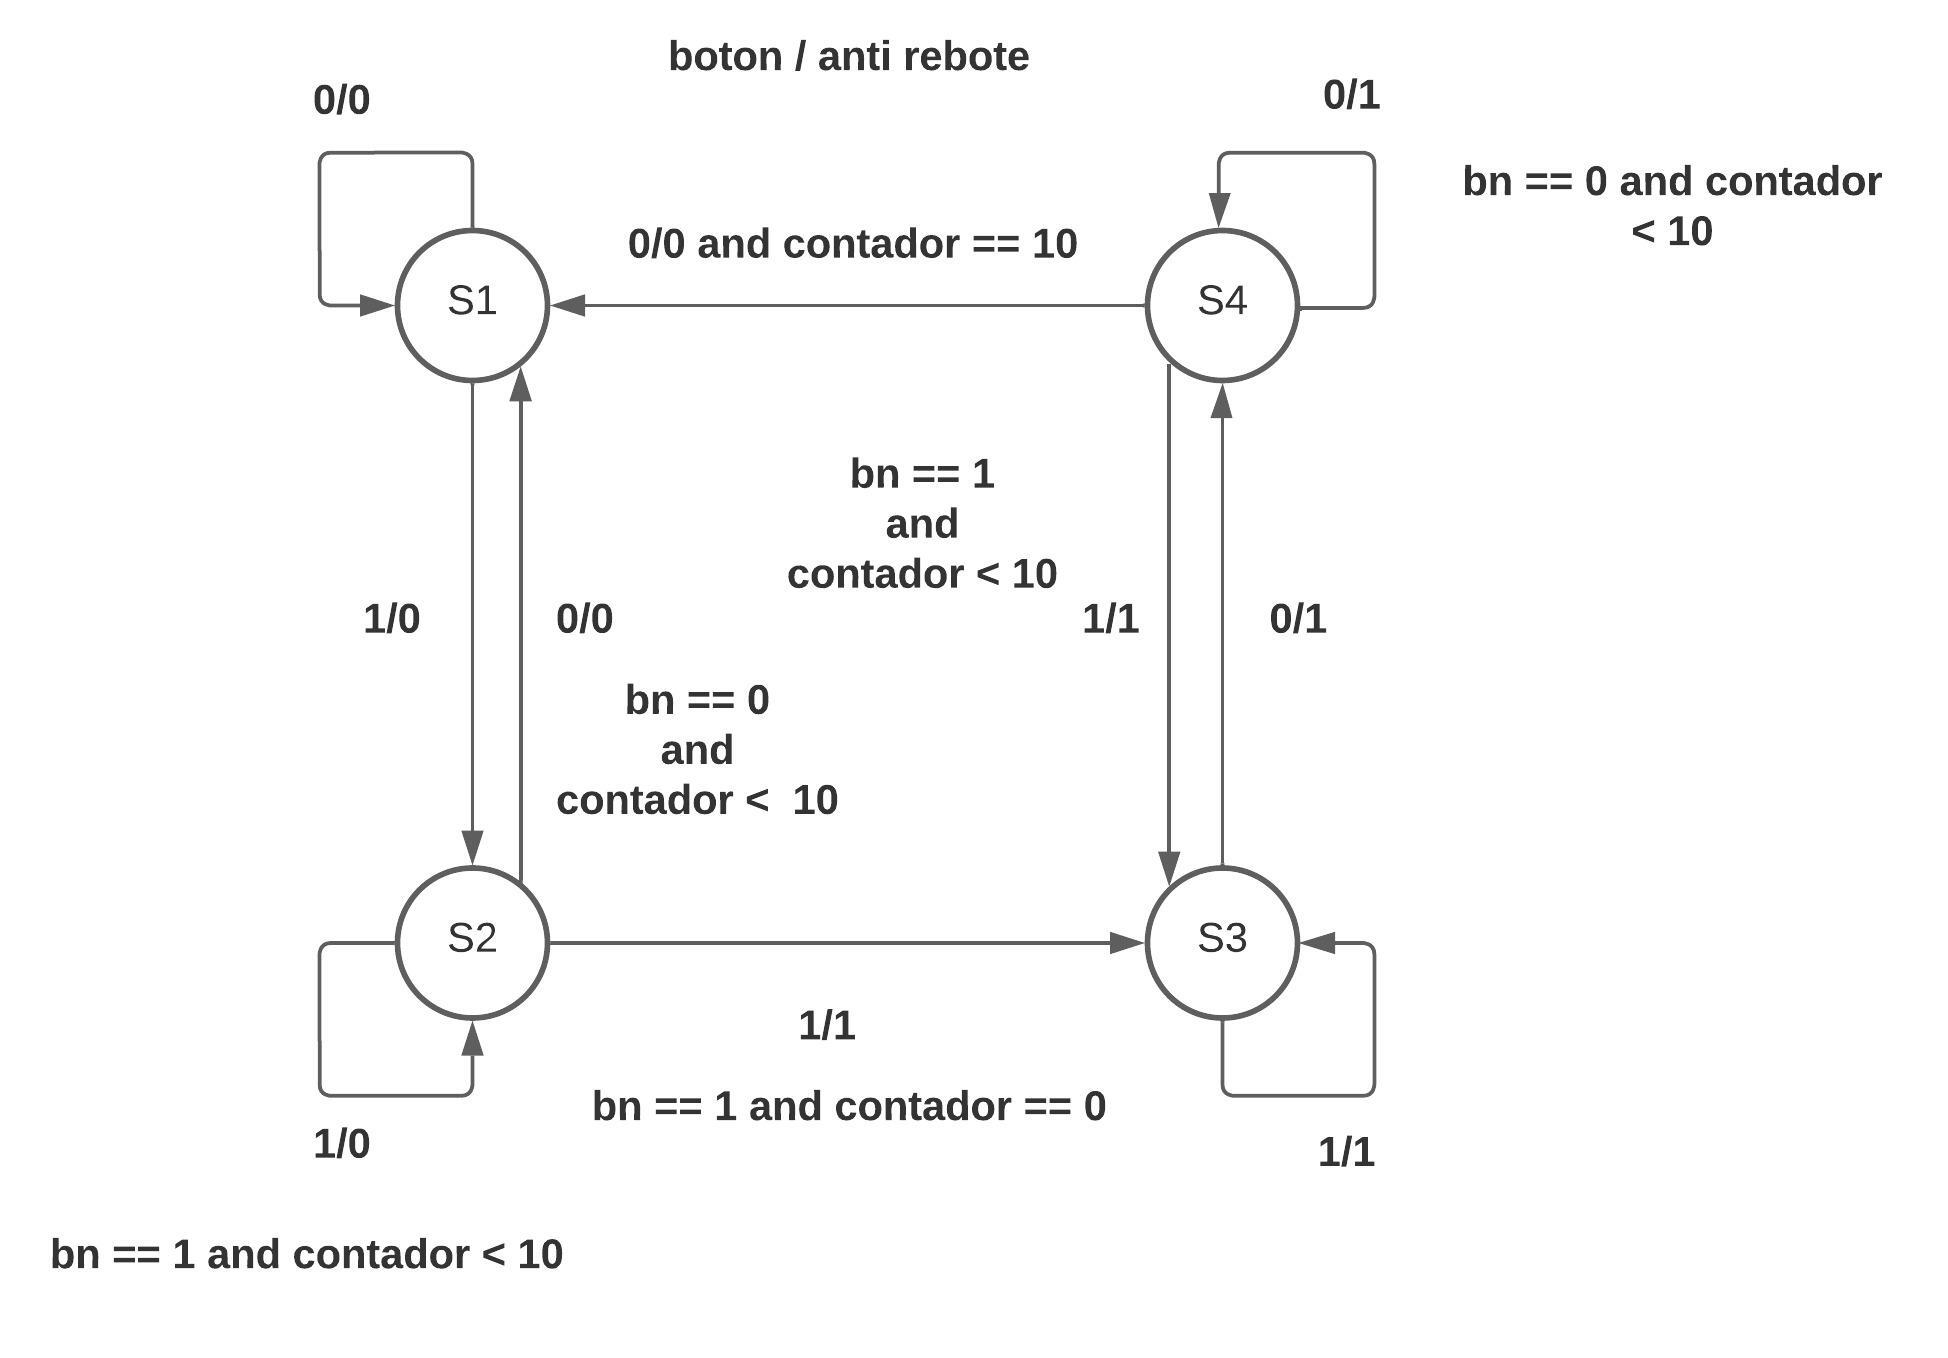 boton / anti rebote
0/0
0/1
bn == 0 and contador
< 10
0/0 and contador == 10
S1
S4
bn == 1
and
contador < 10
1/0
0/0
1/1
0/1
bn == 0
and
contador < 10
S2
S3
1/1
bn == 1 and contador == 0
1/0
1/1
bn == 1 and contador < 10